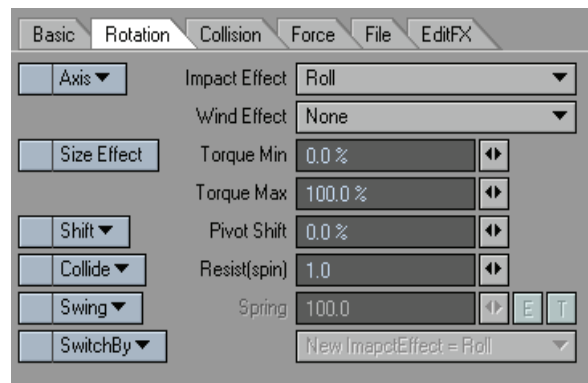 Basic Rotation Collision Force File EditFX
Axis Impact Effect Roll
Wind Effect None
Size Effect Torque Min 0.0 %
Torque Max 100.0 %
Shift Pivot Shift 0.0 %
Collide Resist(spin) 1.0
Swing Spring 100.0 E T
SwitchBy New ImapctEffect = Roll